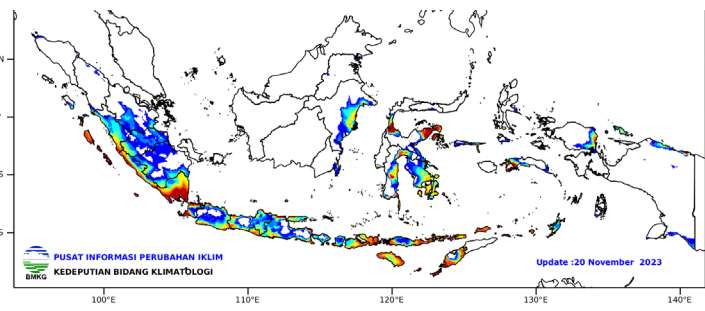 N
S
S
PUSAT INFORMASI PERUBAHAN IKLIM
KEDEPUTIAN BIDANG KLIMATOLOGI
BMKG
Update :20 November 2023
100°E 110°E 120°E 130°E 140°E